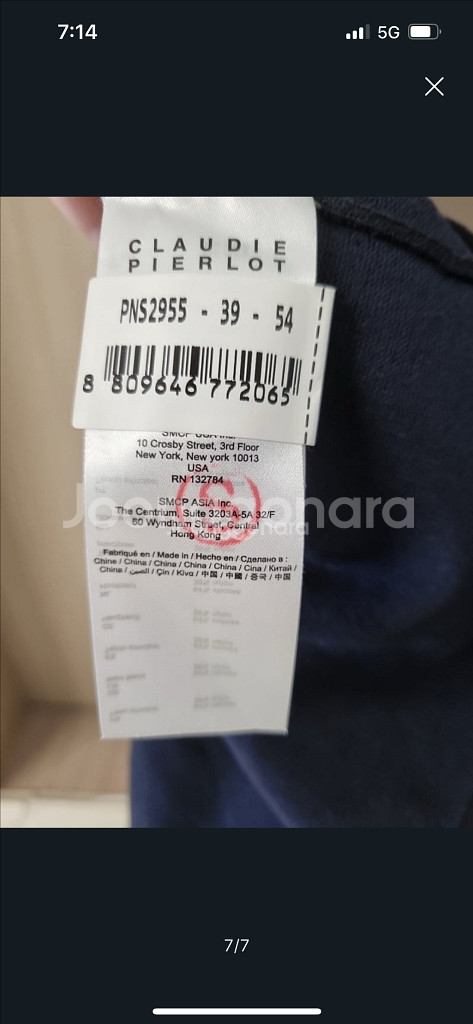 7:14
5G
CLAUDIE
PIERLOT
PNS2955 - 39 - 54
8 809646 772065
SMCP USA Inc.
10 Crosby Street, 3rd Floor
New York, New York 10013
USA
RN 132784
SMCP ASIA Inc.
The Centrium, Suite 3203A-5A 32/F
60 Wyndham Street, Central
Hong Kong
Fabriqué en / Made in / Hecho en / Сделано в :
Chine / China / China / China / China / Cina / Китай /
China / الصين / Çin / Kiva / 中国 / 中國 / 중국 / 中国
7/7